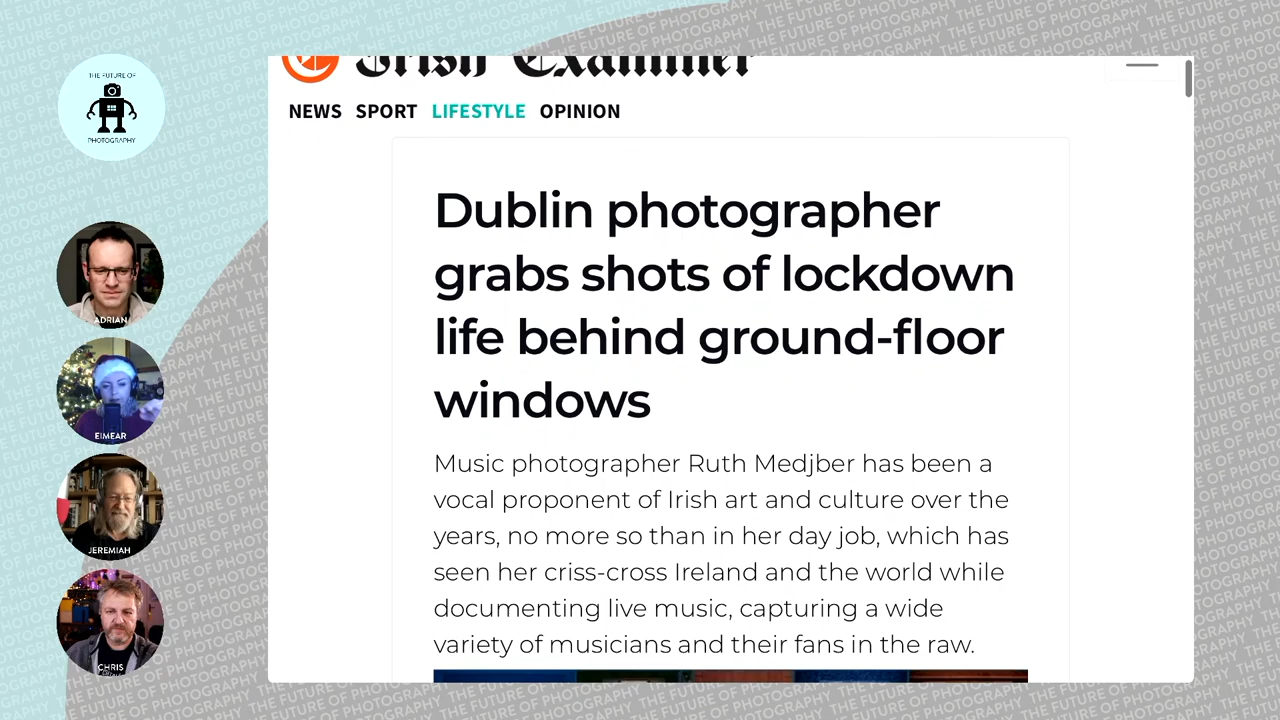 THE FUTURE OF
PHOTOGRAPHY
ADRIAN
EIMEAR
JEREMIAH
CHRIS
Irish Examiner
NEWS SPORT LIFESTYLE OPINION
Dublin photographer
grabs shots of lockdown
life behind ground-floor
windows
Music photographer Ruth Medjber has been a
vocal proponent of Irish art and culture over the
years, no more so than in her day job, which has
seen her criss-cross Ireland and the world while
documenting live music, capturing a wide
variety of musicians and their fans in the raw.